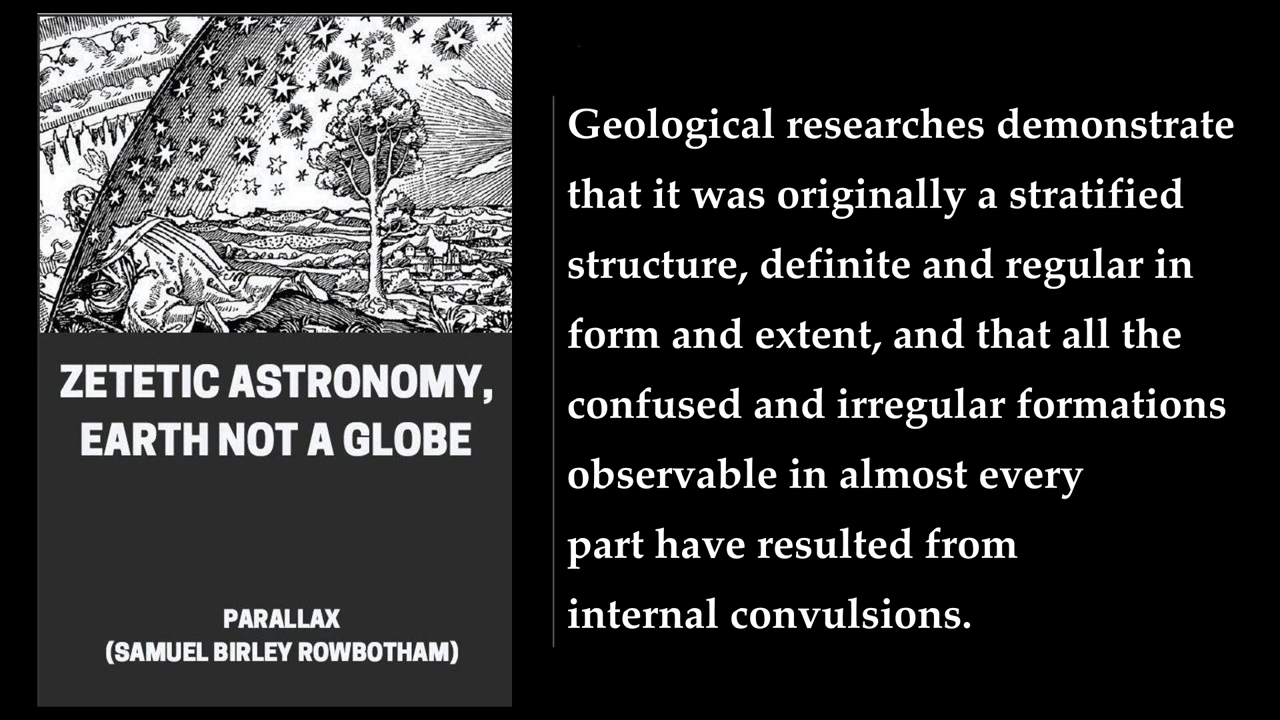 ZETETIC ASTRONOMY,
EARTH NOT A GLOBE
PARALLAX
(SAMUEL BIRLEY ROWBOTHAM)
Geological researches demonstrate
that it was originally a stratified
structure, definite and regular in
form and extent, and that all the
confused and irregular formations
observable in almost every
part have resulted from
internal convulsions.